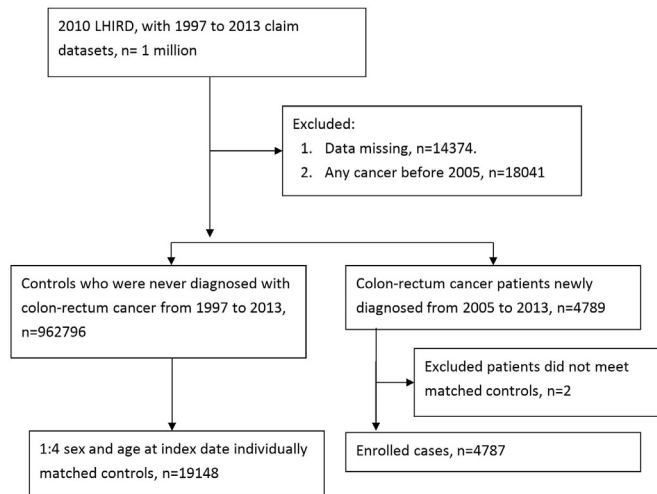 2010 LHIRD, with 1997 to 2013 claim
datasets, n= 1 million
Excluded:
1. Data missing, n=14374.
2. Any cancer before 2005, n=18041
Controls who were never diagnosed with
colon-rectum cancer from 1997 to 2013,
n=962796
Colon-rectum cancer patients newly
diagnosed from 2005 to 2013, n=4789
Excluded patients did not meet
matched controls, n=2
1:4 sex and age at index date individually
matched controls, n=19148
Enrolled cases, n=4787